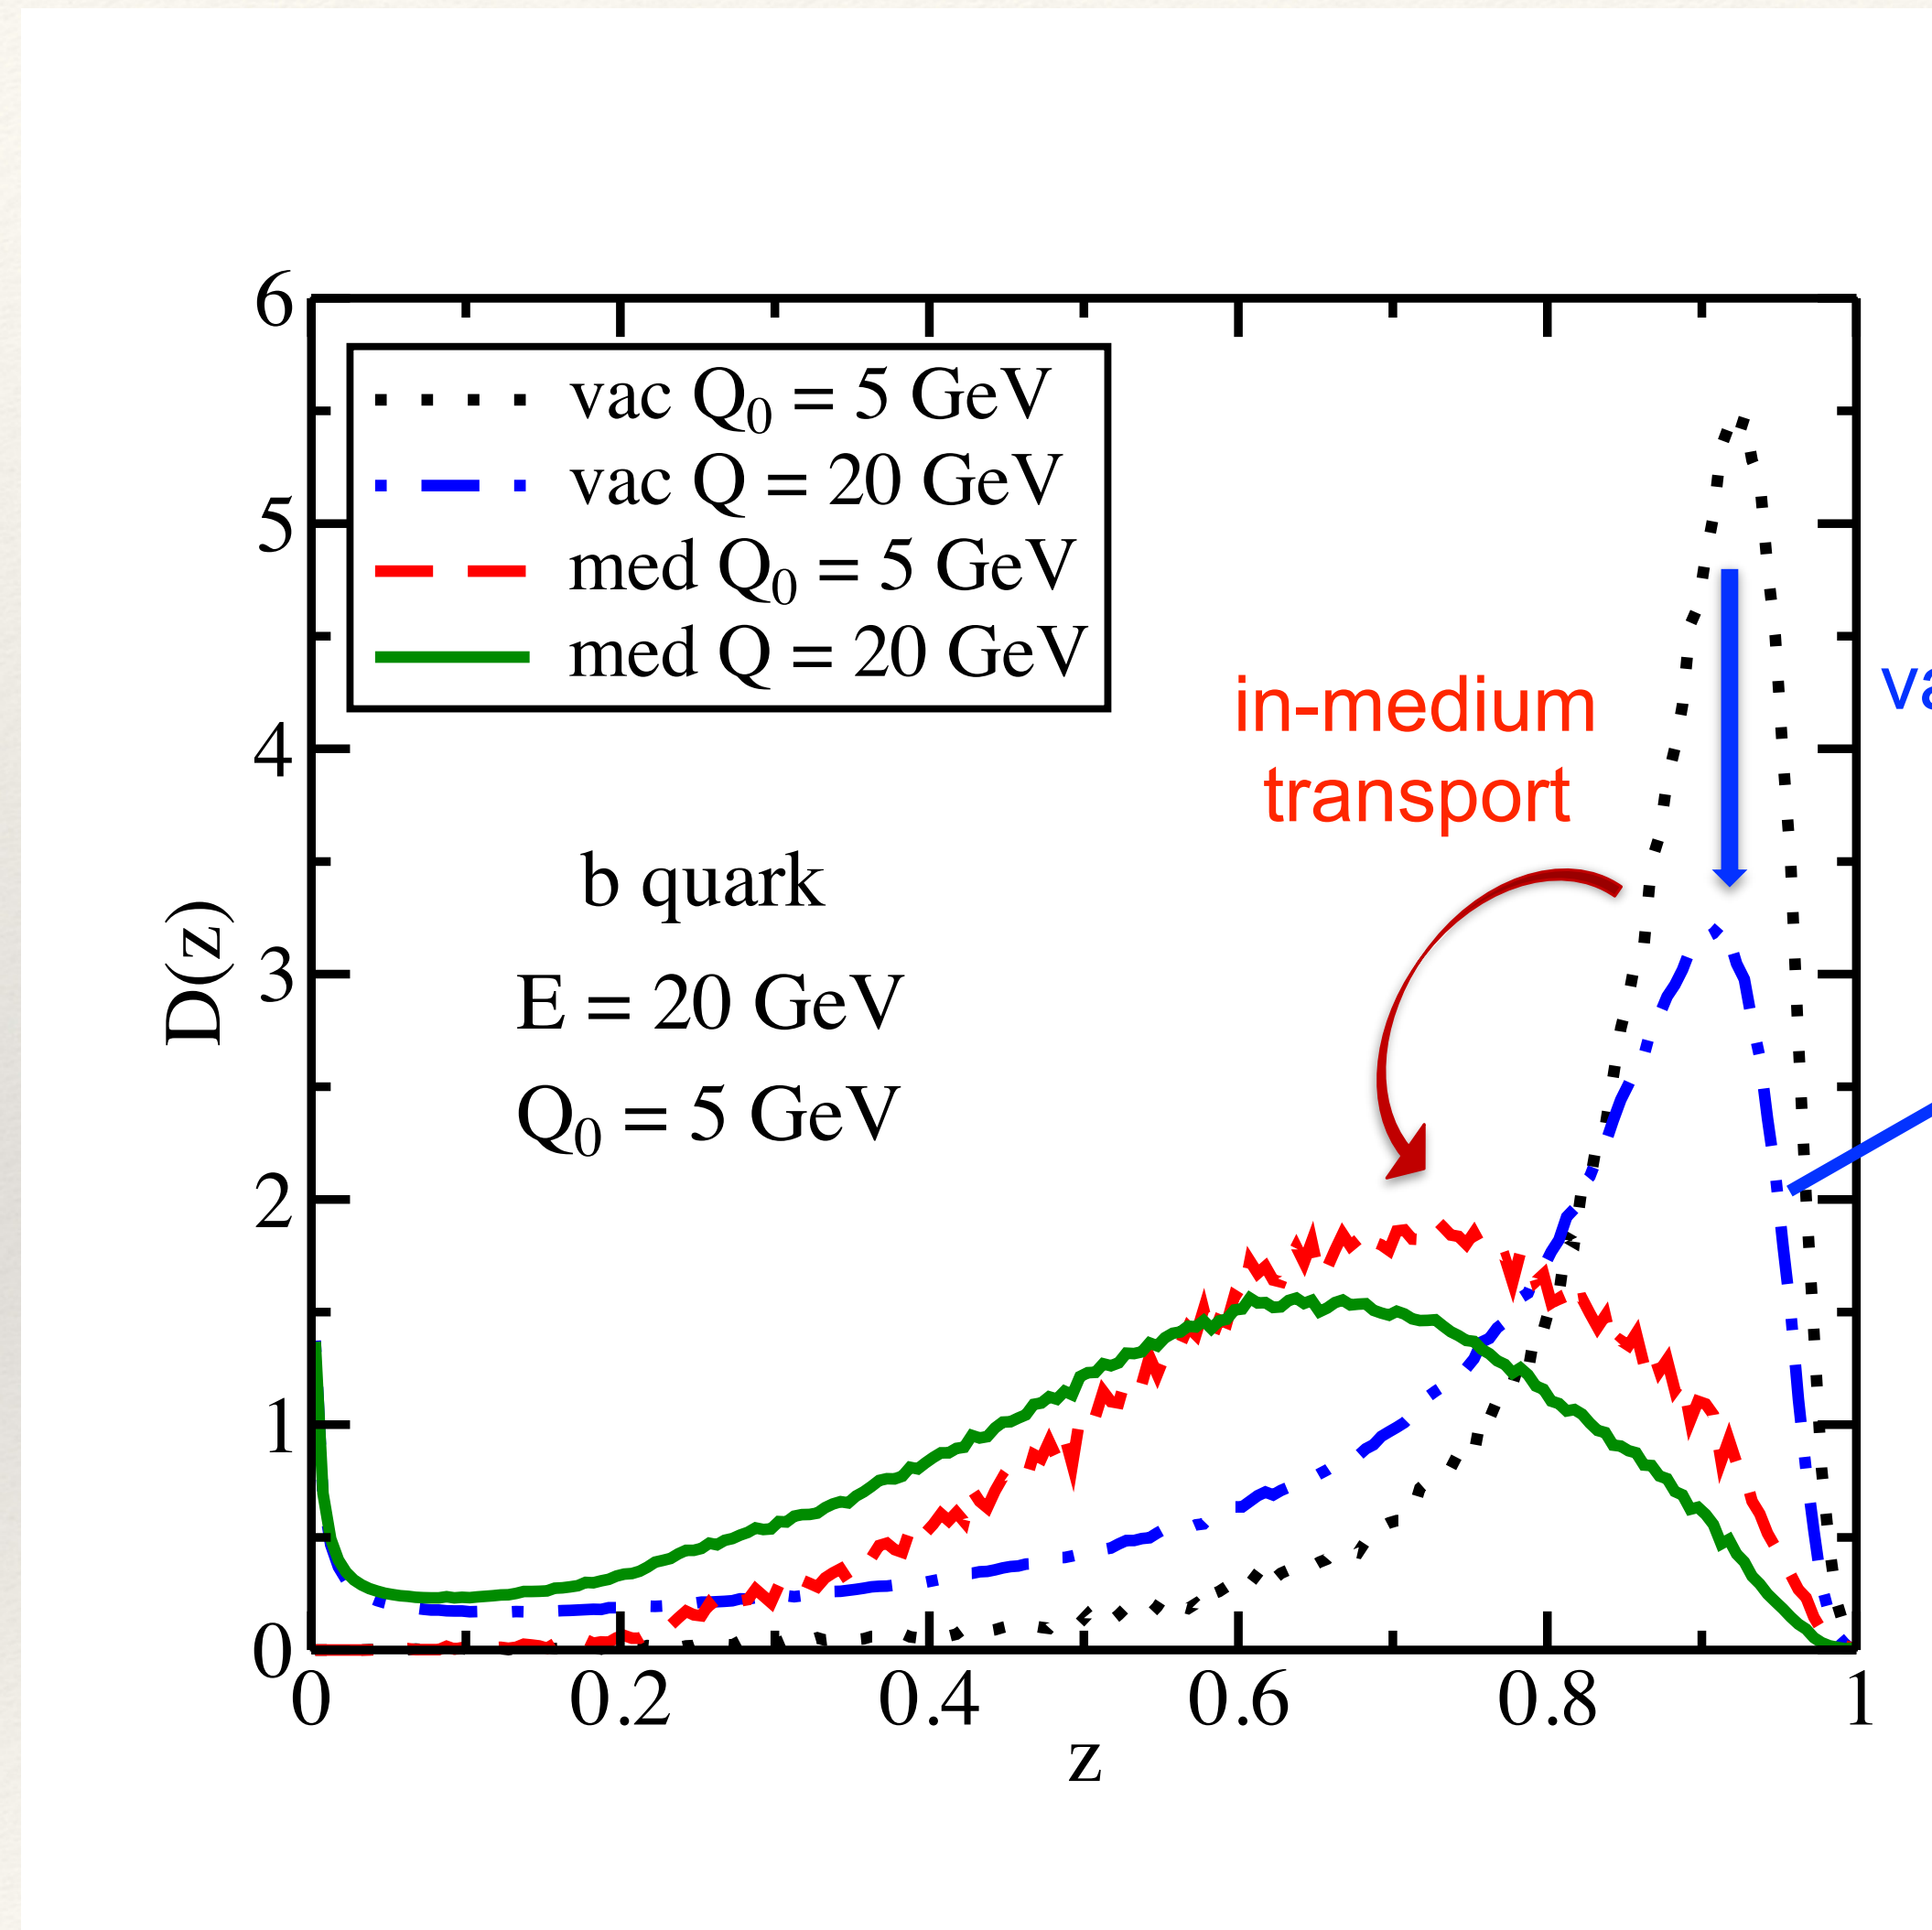 6
5
4
3
2
1
0
D(z)
vac Q₀ = 5 GeV
vac Q = 20 GeV
med Q₀ = 5 GeV
med Q = 20 GeV
b quark
E = 20 GeV
Q₀ = 5 GeV
in-medium
transport
0 0.2 0.4 0.6 0.8 1
z